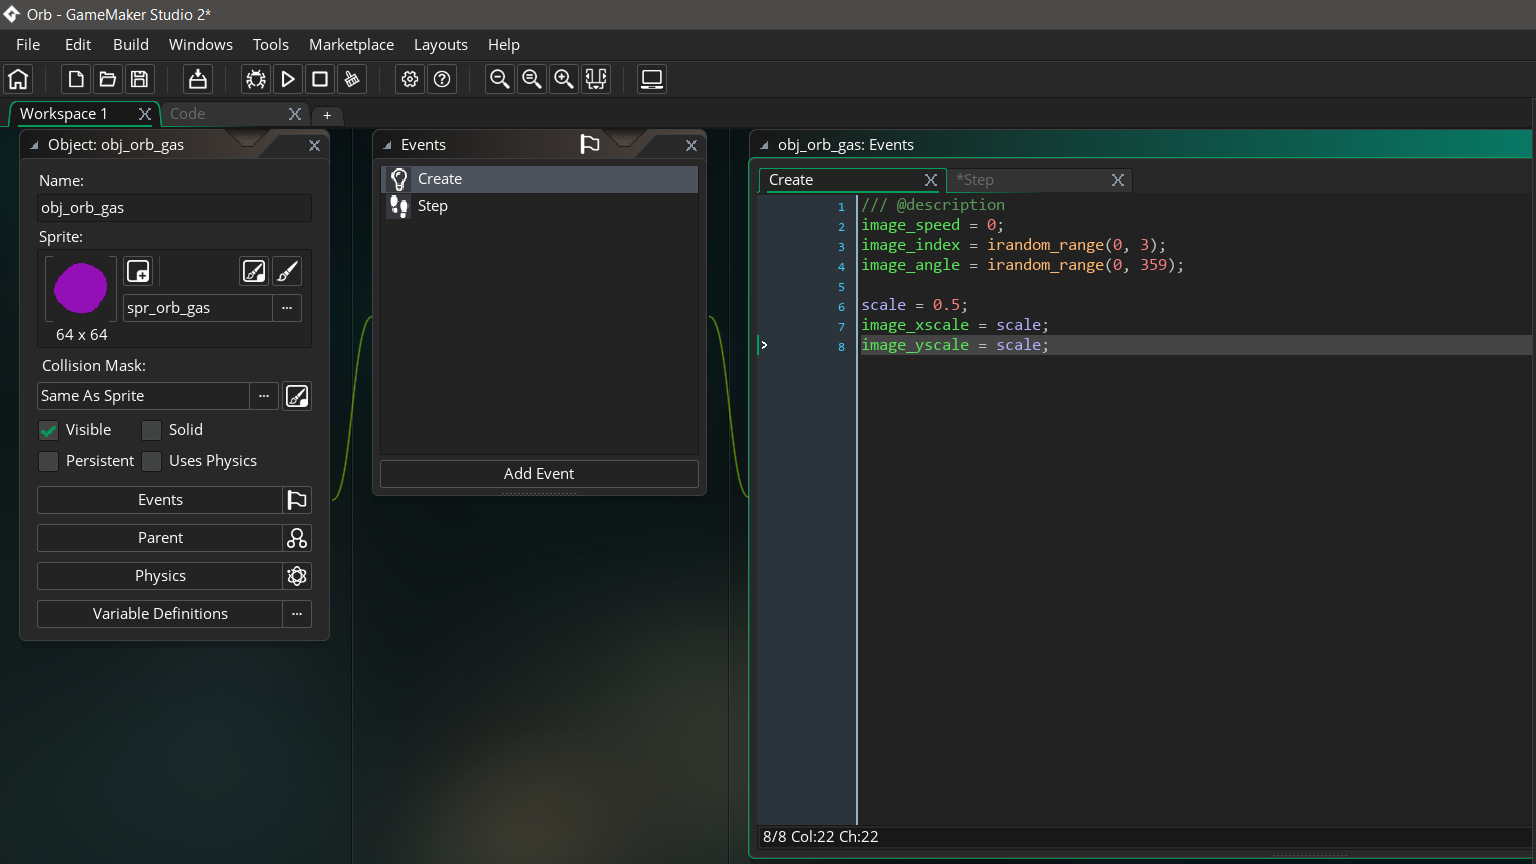 Orb - GameMaker Studio 2*
File Edit Build Windows Tools Marketplace Layouts Help
Workspace 1 Code
Object: obj_orb_gas
Name:
obj_orb_gas
Sprite:
spr_orb_gas
64 x 64
Collision Mask:
Same As Sprite
Visible Solid
Persistent Uses Physics
Events
Parent
Physics
Variable Definitions
Events
Create
Step
Add Event
obj_orb_gas: Events
Create *Step
1 /// @description
2 image_speed = 0;
3 image_index = irandom_range(0, 3);
4 image_angle = irandom_range(0, 359);
5
6 scale = 0.5;
7 image_xscale = scale;
8 image_yscale = scale;
8/8 Col:22 Ch:22